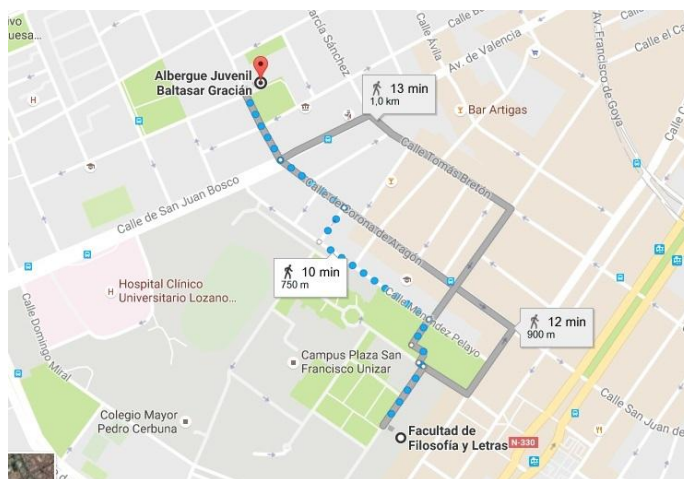 uesa...
García Sánchez
Calle Ávila
Av. de Valencia
Calle el C
Av. Francisco de Goya
Albergue Juvenil
Baltasar Gracián
13 min
1,0 km
Bar Artigas
H
Calle Tomás Bretón
Calle de San Juan Bosco
Calle de Corona de Aragón
H
Hospital Clínico
Universitario Lozano...
10 min
750 m
Calle Menéndez Pelayo
12 min
900 m
Calle Domingo Miral
Campus Plaza San
Francisco Unizar
Colegio Mayor
Pedro Cerbuna
Facultad de
Filosofía y Letras
N-330
Calle San Juan de